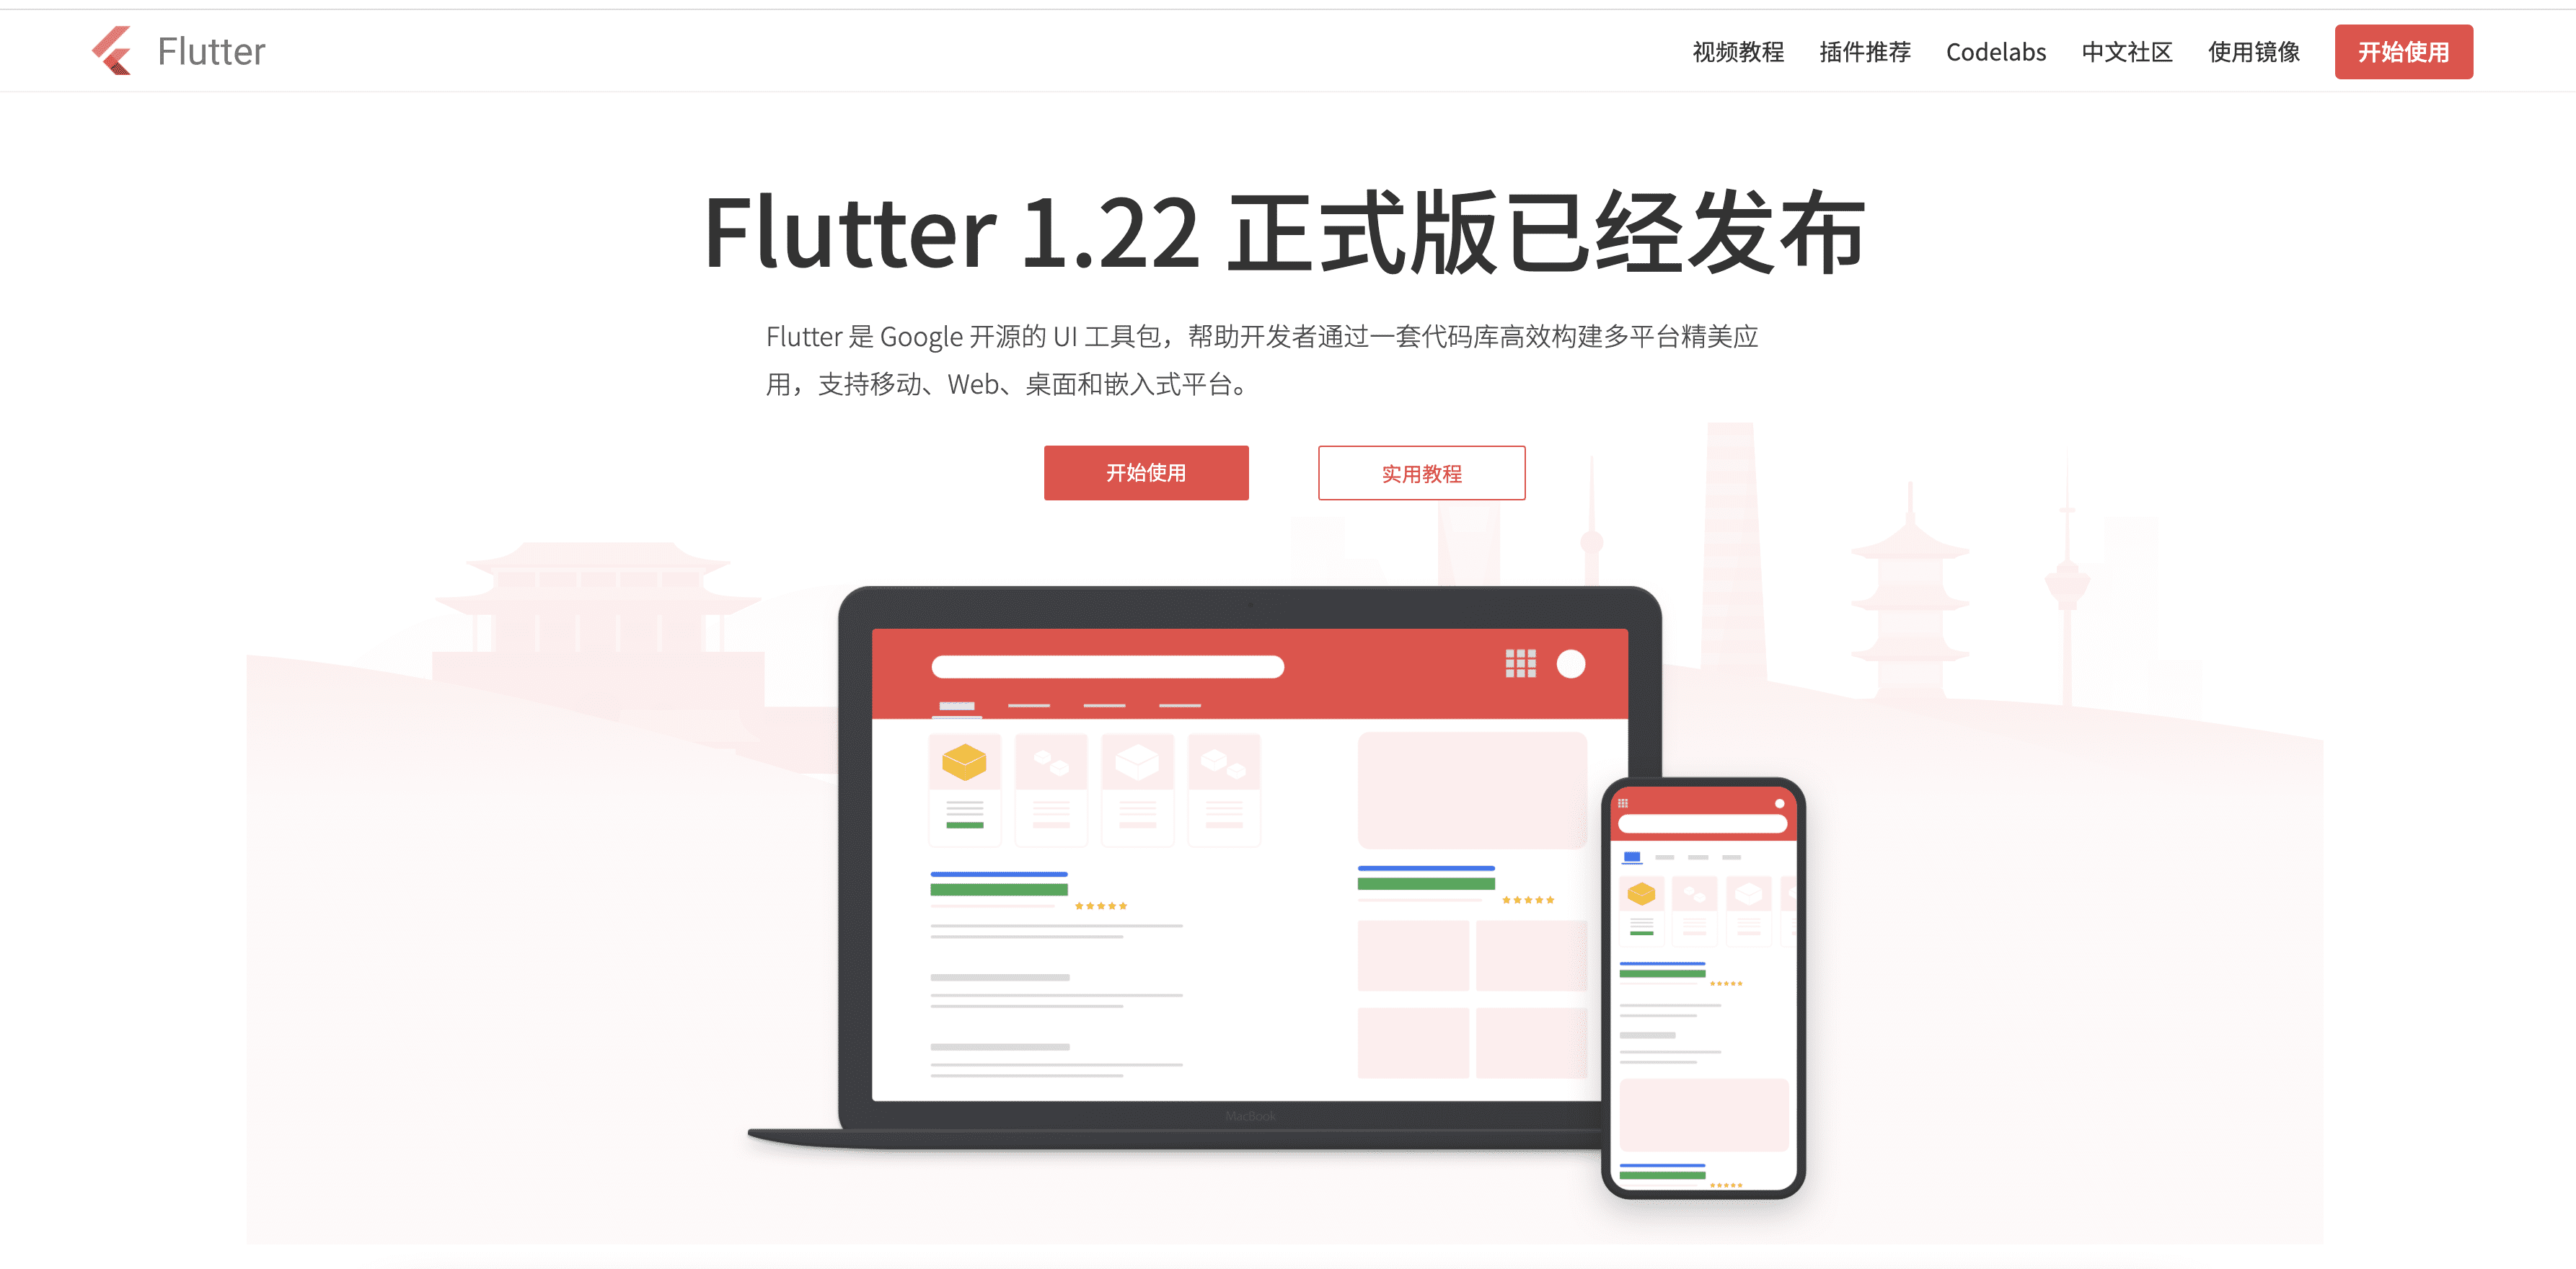 Flutter
视频教程
插件推荐
Codelabs
中文社区
使用镜像
开始使用
Flutter 1.22 正式版已经发布
Flutter 是 Google 开源的 UI 工具包，帮助开发者通过一套代码库高效构建多平台精美应
用，支持移动、Web、桌面和嵌入式平台。
开始使用
实用教程
MacBook